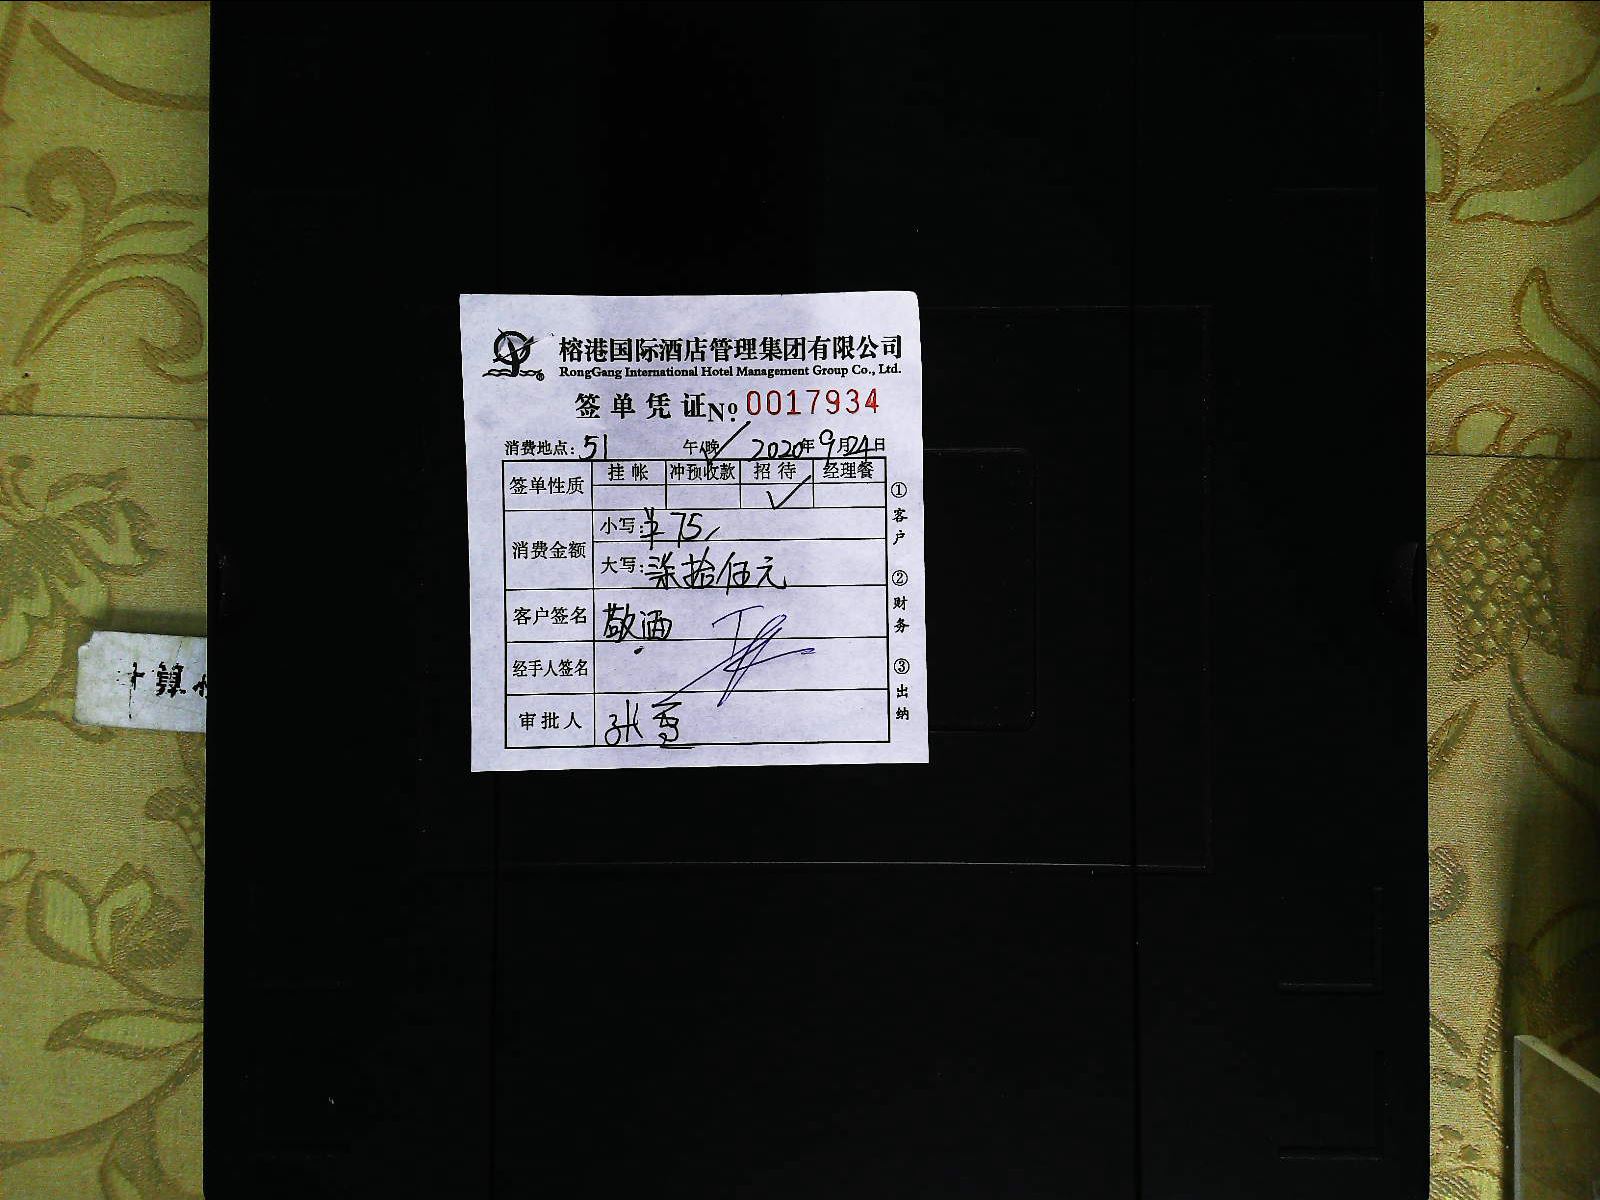 榕港国际酒店管理集团有限公司
RongGang International Hotel Management Group Co., Ltd.
签单凭证 No. 0017934
消费地点: 51 午 晚 2020年9月24日
签单性质 挂帐 冲预收款 招待 经理餐
消费金额 小写: ¥75
大写: 柒拾伍元
客户签名 敬酒
经手人签名
审批人 张雪
①客户 ②财务 ③出纳